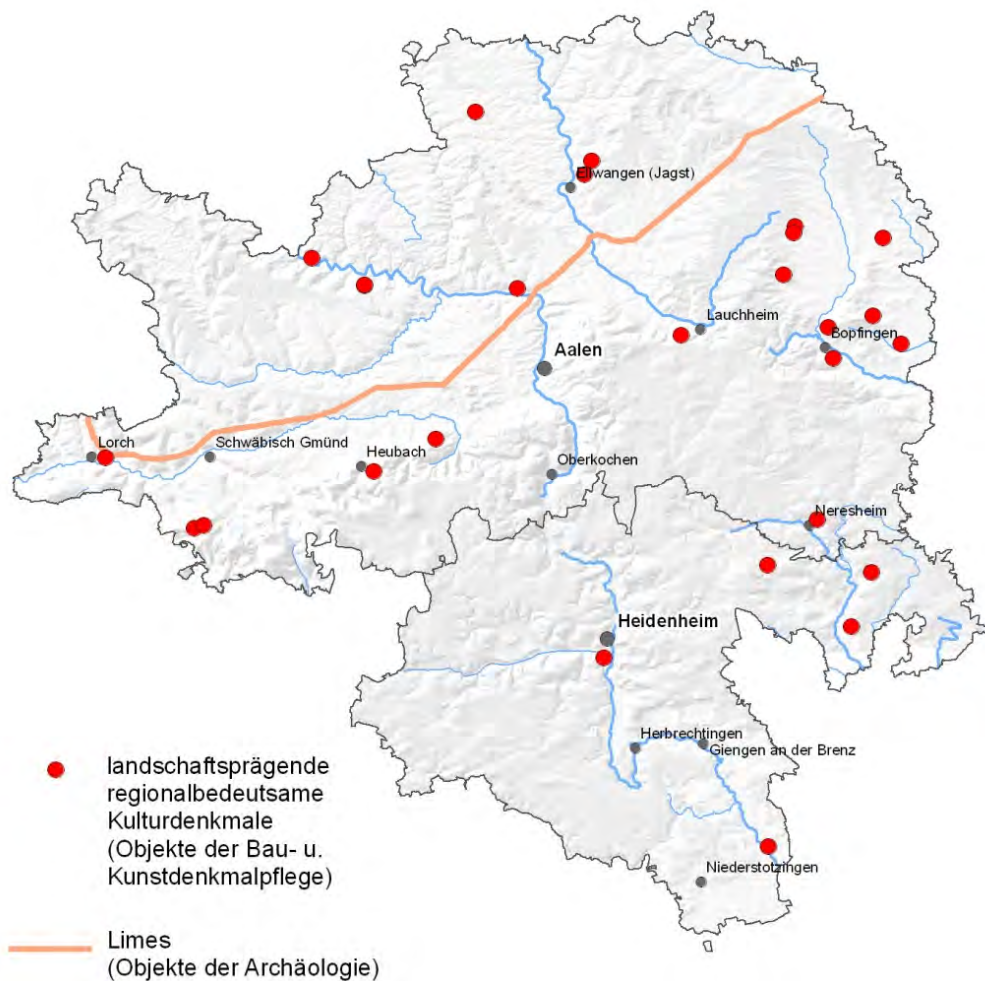 Ellwangen (Jagst)
Lauchheim
Bopfingen
Aalen
Lorch
Schwäbisch Gmünd
Heubach
Oberkochen
Neresheim
Heidenheim
Herbrechtingen
Giengen an der Brenz
Niederstotzingen
landschaftsprägende
regionalbedeutsame
Kulturdenkmale
(Objekte der Bau- u.
Kunstdenkmalpflege)
Limes
(Objekte der Archäologie)